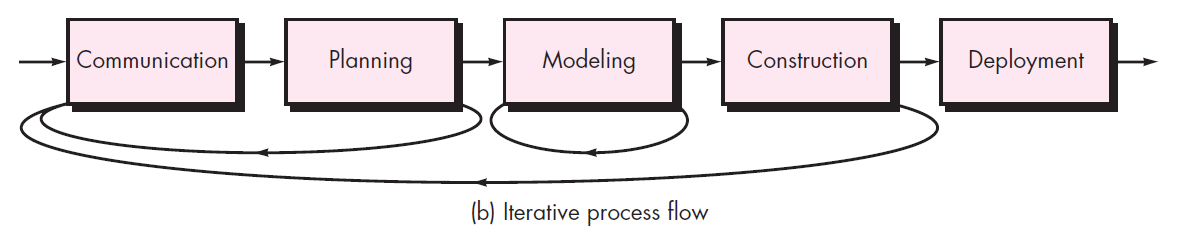 Communication
Planning
Modeling
Construction
Deployment
(b) Iterative process flow